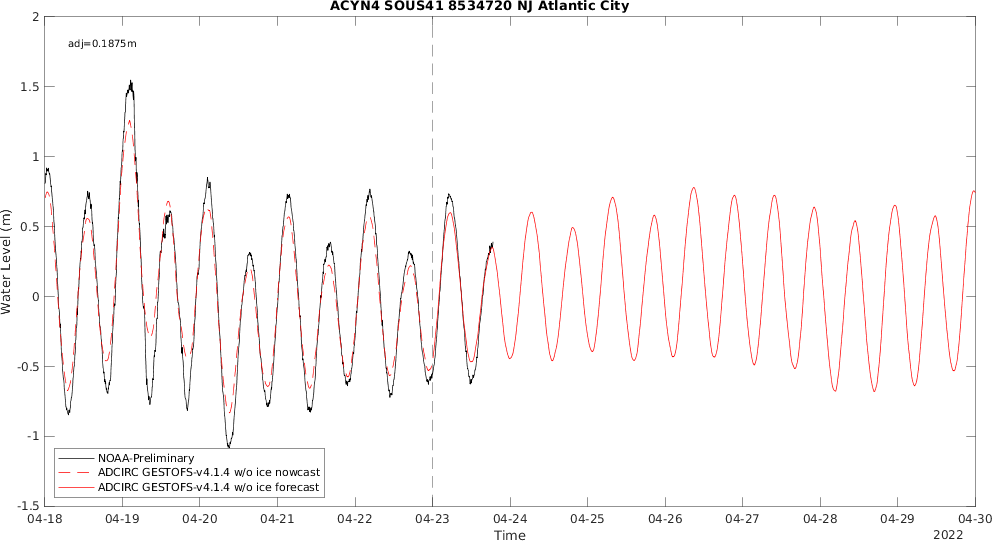 ACYN4 SOUS41 8534720 NJ Atlantic City
adj=0.1875m
2
1.5
1
0.5
0
-0.5
-1
-1.5
Water Level (m)
NOAA-Preliminary
ADCIRC GESTOFS-v4.1.4 w/o ice nowcast
ADCIRC GESTOFS-v4.1.4 w/o ice forecast
04-18 04-19 04-20 04-21 04-22 04-23 04-24 04-25 04-26 04-27 04-28 04-29 04-30
Time
2022